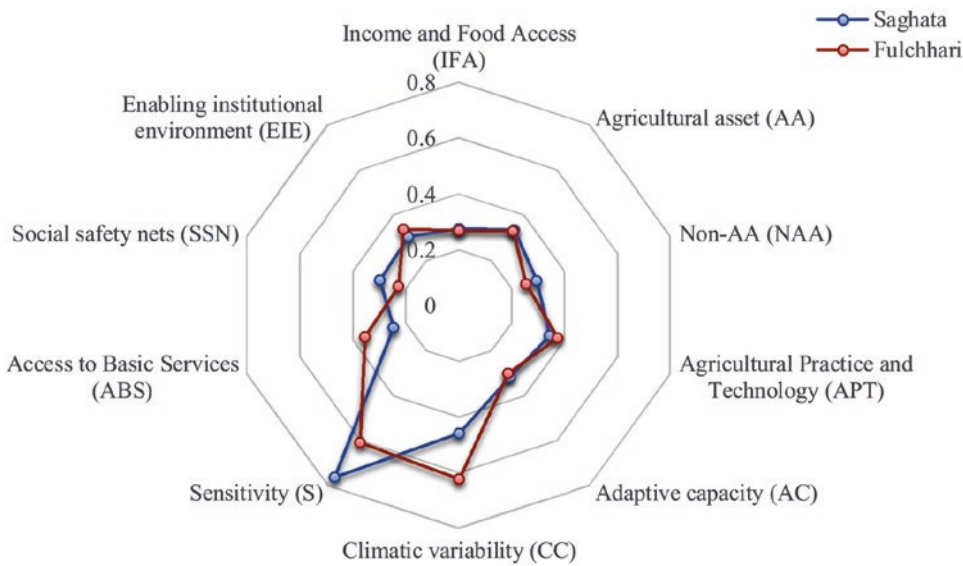 Saghata
Fulchhari
Income and Food Access
(IFA)
Enabling institutional
environment (EIE)
Agricultural asset (AA)
Social safety nets (SSN)
Non-AA (NAA)
Access to Basic Services
(ABS)
Agricultural Practice and
Technology (APT)
Sensitivity (S)
Adaptive capacity (AC)
Climatic variability (CC)
0.8
0.6
0.4
0.2
0